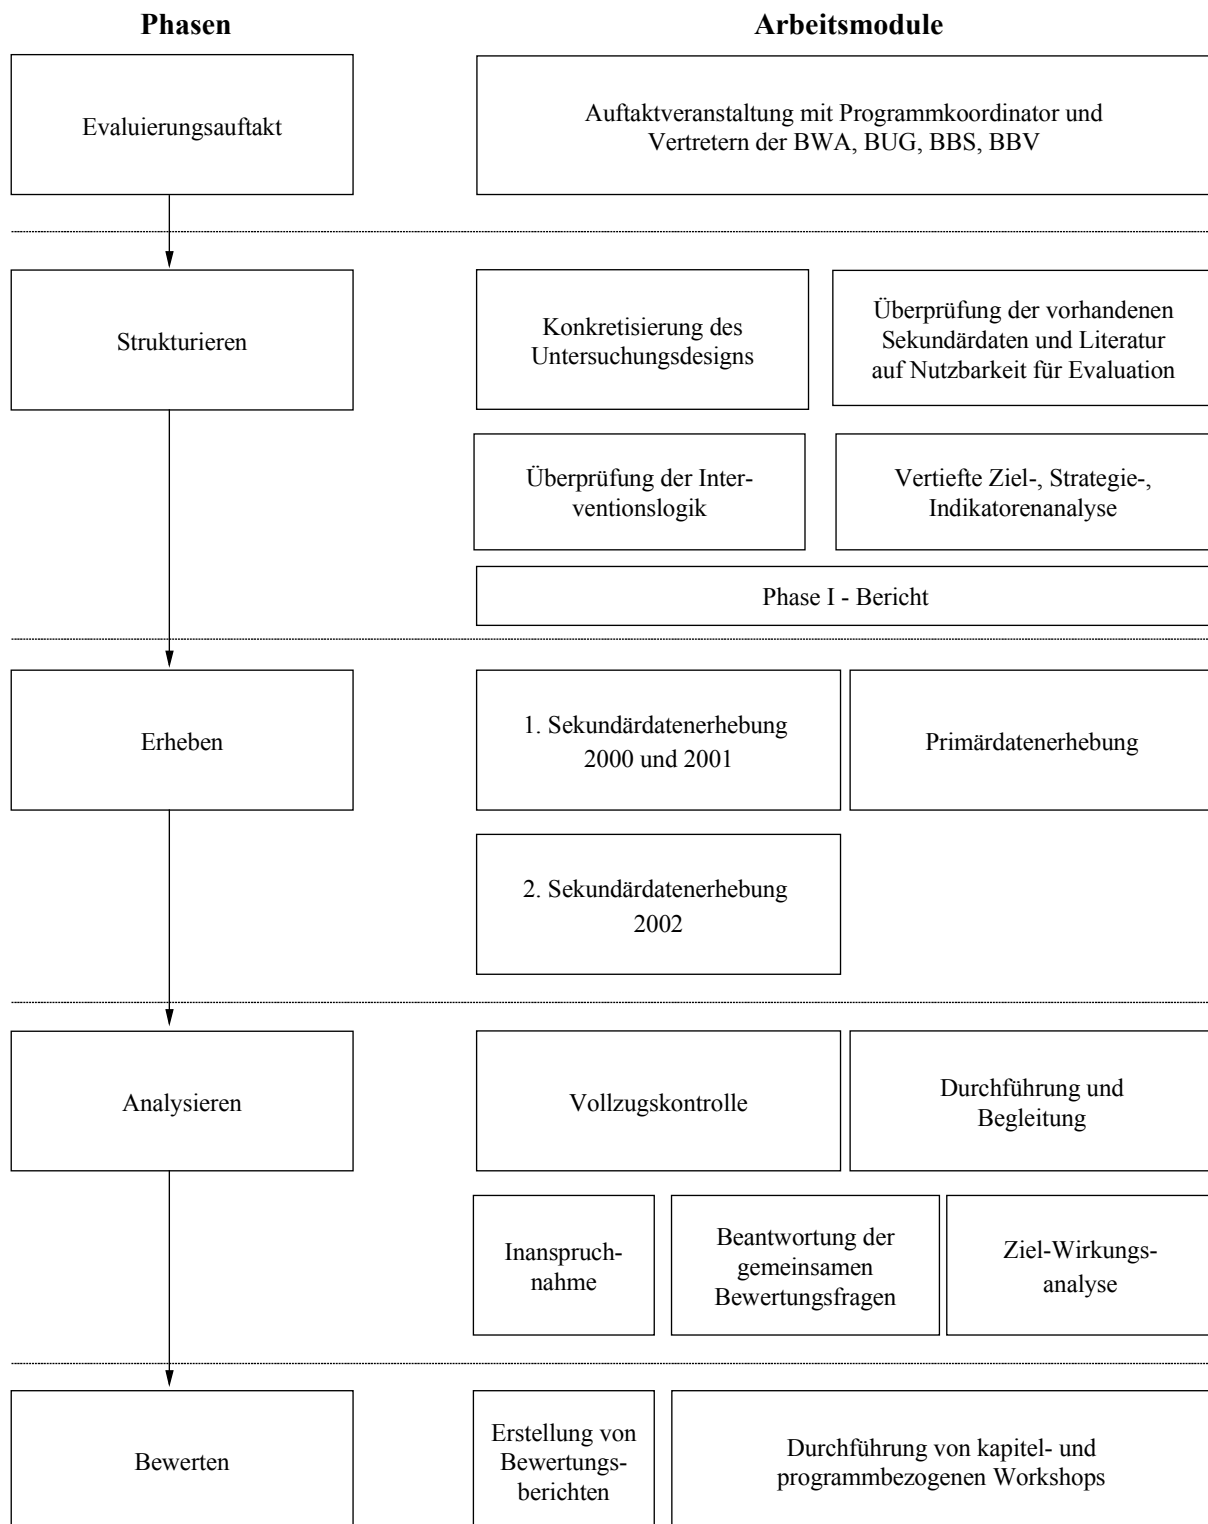 Phasen
Arbeitsmodule
Evaluierungsauftakt
Auftaktveranstaltung mit Programmkoordinator und
Vertretern der BWA, BUG, BBS, BBV
Strukturieren
Konkretisierung des
Untersuchungsdesigns
Überprüfung der vorhandenen
Sekundärdaten und Literatur
auf Nutzbarkeit für Evaluation
Überprüfung der Inter-
ventionslogik
Vertiefte Ziel-, Strategie-,
Indikatorenanalyse
Phase I - Bericht
Erheben
1. Sekundärdatenerhebung
2000 und 2001
Primärdatenerhebung
2. Sekundärdatenerhebung
2002
Analysieren
Vollzugskontrolle
Durchführung und
Begleitung
Inanspruch-
nahme
Beantwortung der
gemeinsamen
Bewertungsfragen
Ziel-Wirkungs-
analyse
Bewerten
Erstellung von
Bewertungs-
berichten
Durchführung von kapitel- und
programmbezogenen Workshops